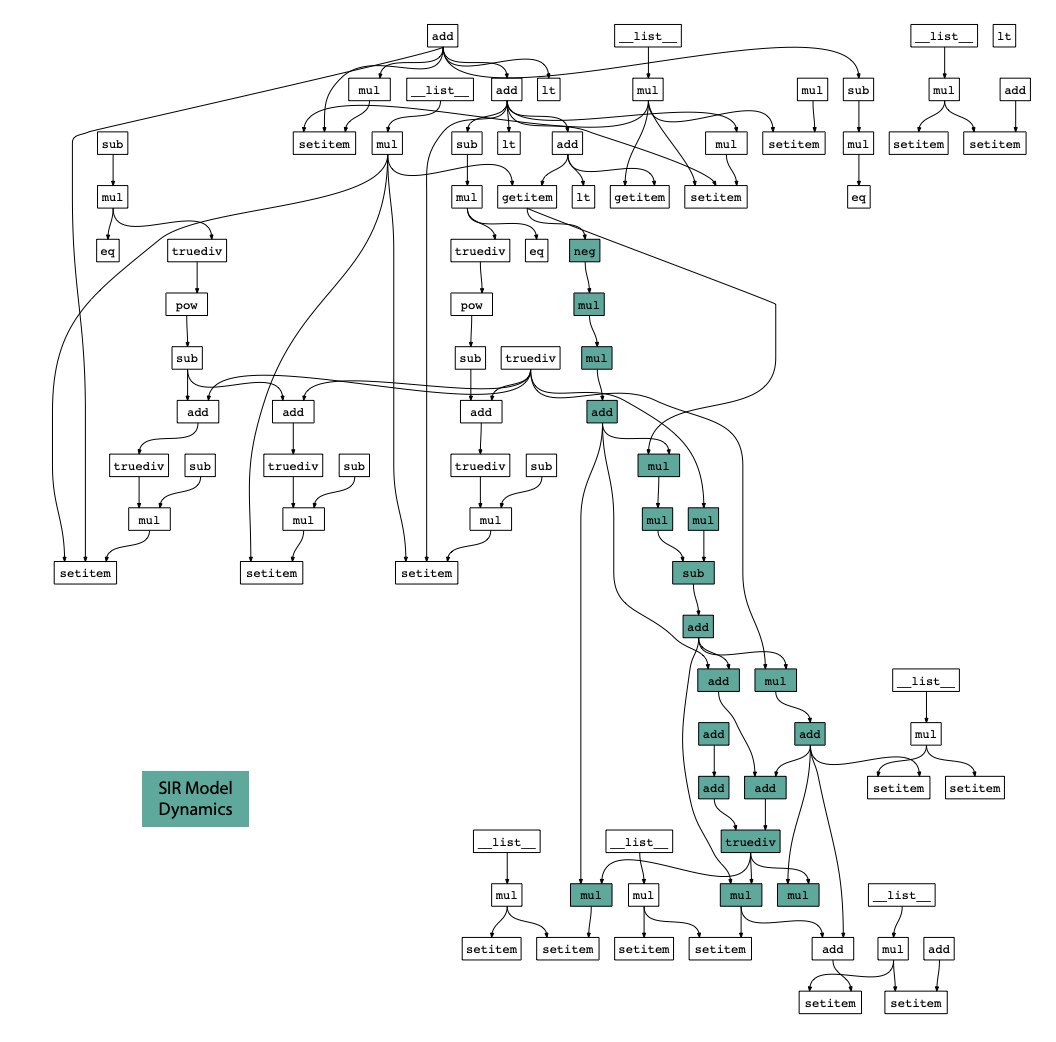 add
__list__
__list__
lt
mul
__list__
add
lt
mul
mul
sub
mul
add
sub
setitem
mul
sub
lt
add
mul
setitem
mul
setitem
setitem
mul
mul
getitem
lt
getitem
setitem
eq
eq
truediv
truediv
eq
neg
pow
pow
mul
sub
sub
truediv
mul
add
add
add
add
truediv
sub
truediv
sub
truediv
sub
mul
mul
mul
mul
mul
mul
setitem
setitem
setitem
sub
add
add
mul
__list__
add
add
mul
SIR Model
Dynamics
add
add
setitem
setitem
__list__
__list__
truediv
mul
mul
mul
mul
mul
__list__
setitem
setitem
setitem
setitem
add
mul
add
setitem
setitem